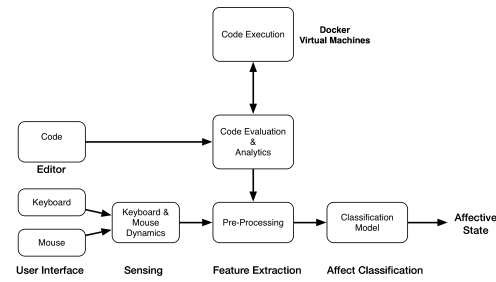 Code Execution
Docker
Virtual Machines
Code
Editor
Code Evaluation
&
Analytics
Keyboard
Mouse
Keyboard &
Mouse
Dynamics
Pre-Processing
Classification
Model
Affective
State
User Interface
Sensing
Feature Extraction
Affect Classification